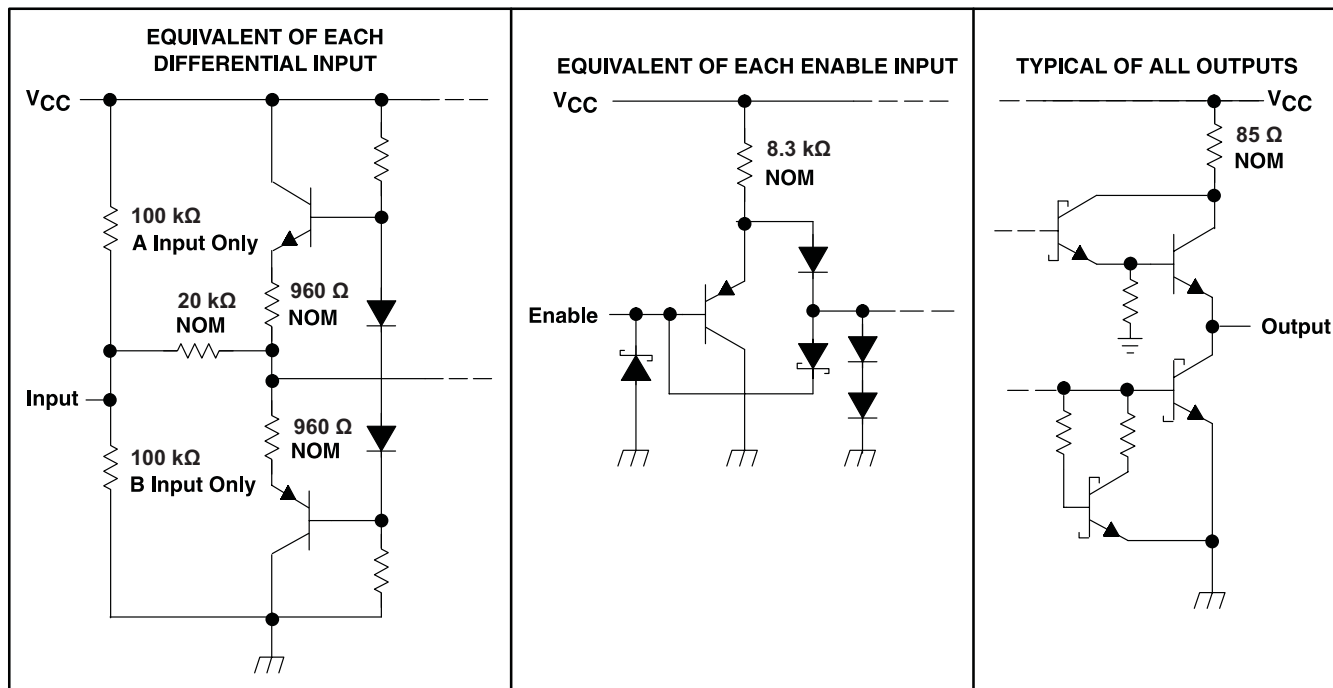 EQUIVALENT OF EACH
DIFFERENTIAL INPUT
VCC
100 kΩ
A Input Only
20 kΩ
NOM
960 Ω
NOM
Input
960 Ω
NOM
100 kΩ
B Input Only
EQUIVALENT OF EACH ENABLE INPUT
VCC
8.3 kΩ
NOM
Enable
TYPICAL OF ALL OUTPUTS
VCC
85 Ω
NOM
Output